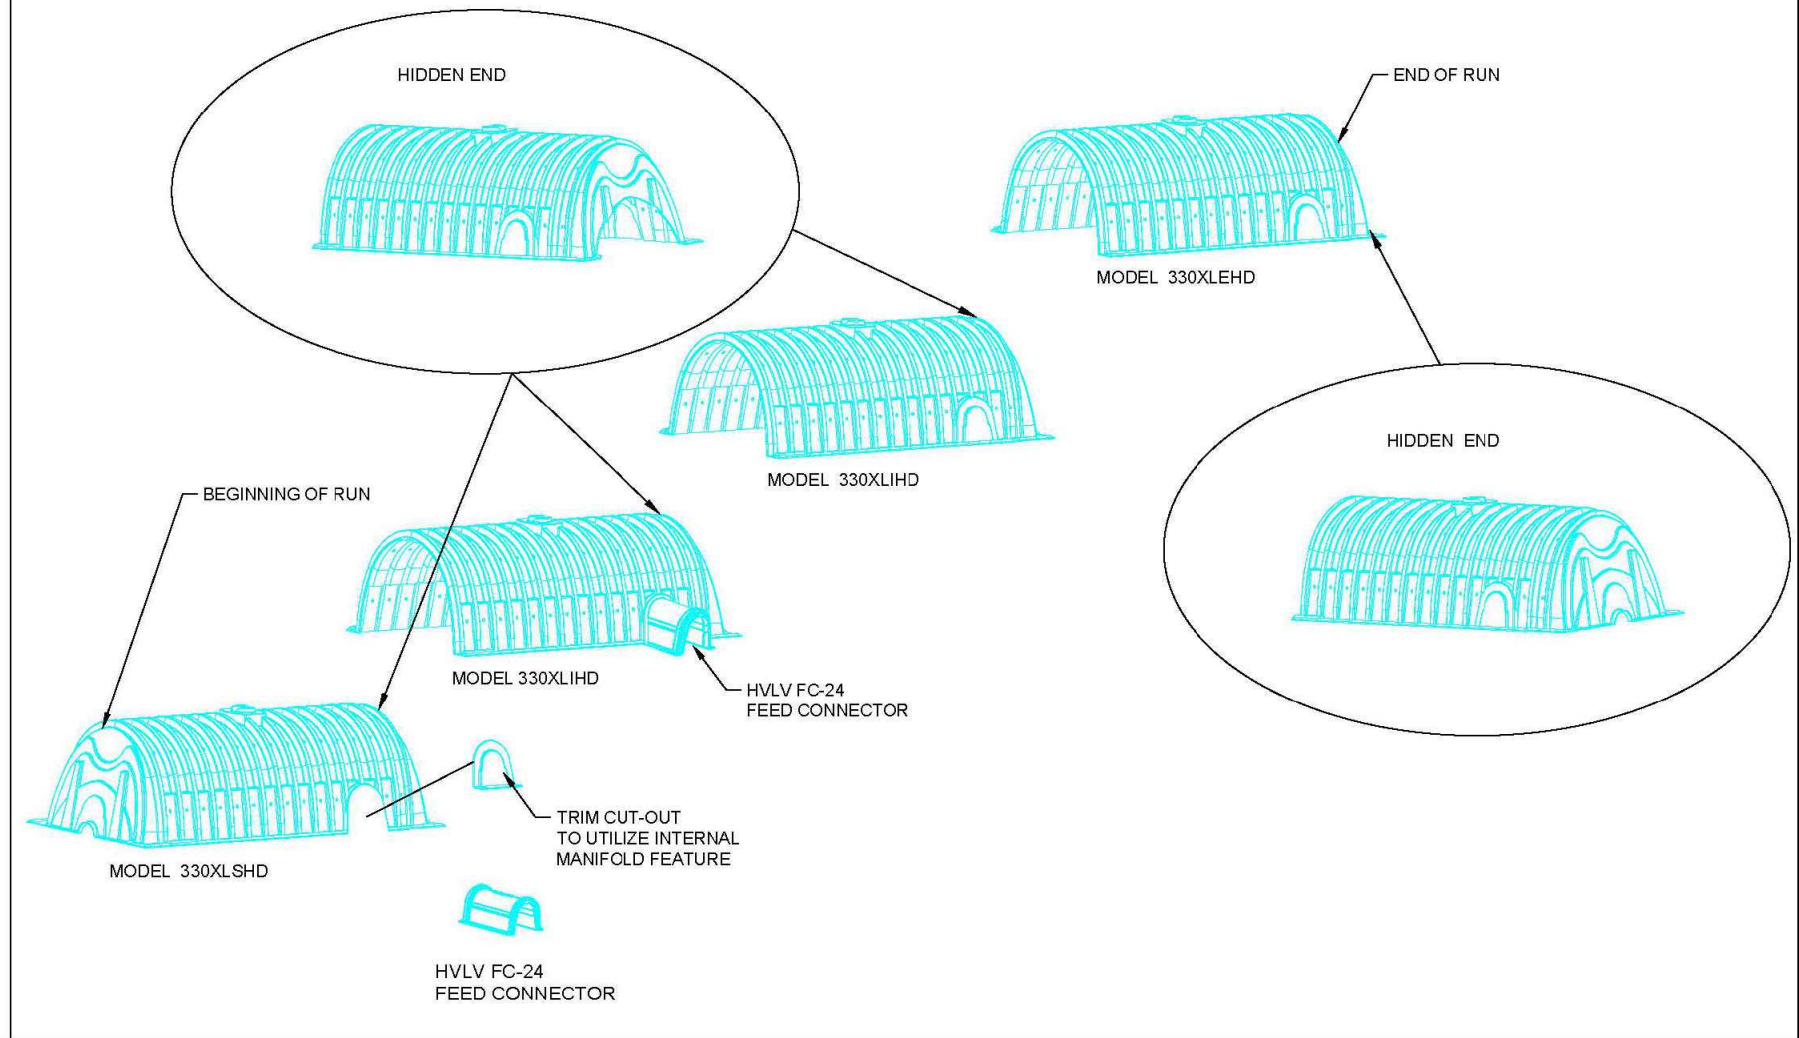 HIDDEN END
END OF RUN
MODEL 330XLEHD
HIDDEN END
MODEL 330XLIHD
BEGINNING OF RUN
MODEL 330XLIHD
HVLV FC-24
FEED CONNECTOR
TRIM CUT-OUT
TO UTILIZE INTERNAL
MANIFOLD FEATURE
MODEL 330XLSHD
HVLV FC-24
FEED CONNECTOR